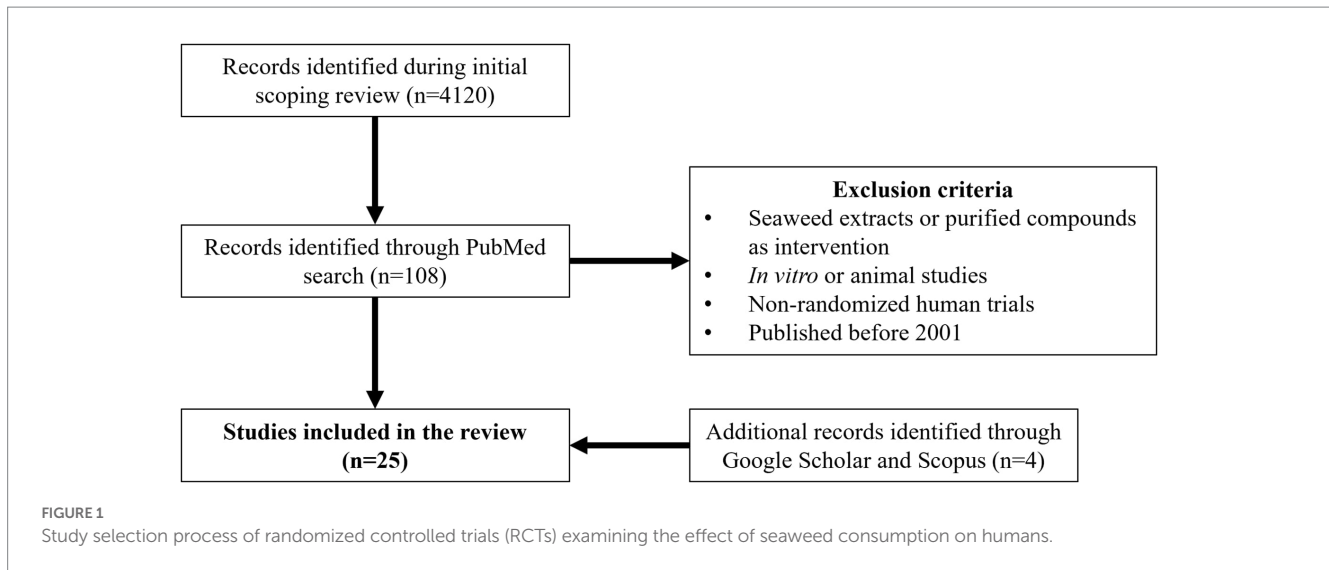 Records identified during initial
scoping review (n=4120)
Records identified through PubMed
search (n=108)
Exclusion criteria
• Seaweed extracts or purified compounds
as intervention
• In vitro or animal studies
• Non-randomized human trials
• Published before 2001
Studies included in the review
(n=25)
Additional records identified through
Google Scholar and Scopus (n=4)
FIGURE 1
Study selection process of randomized controlled trials (RCTs) examining the effect of seaweed consumption on humans.